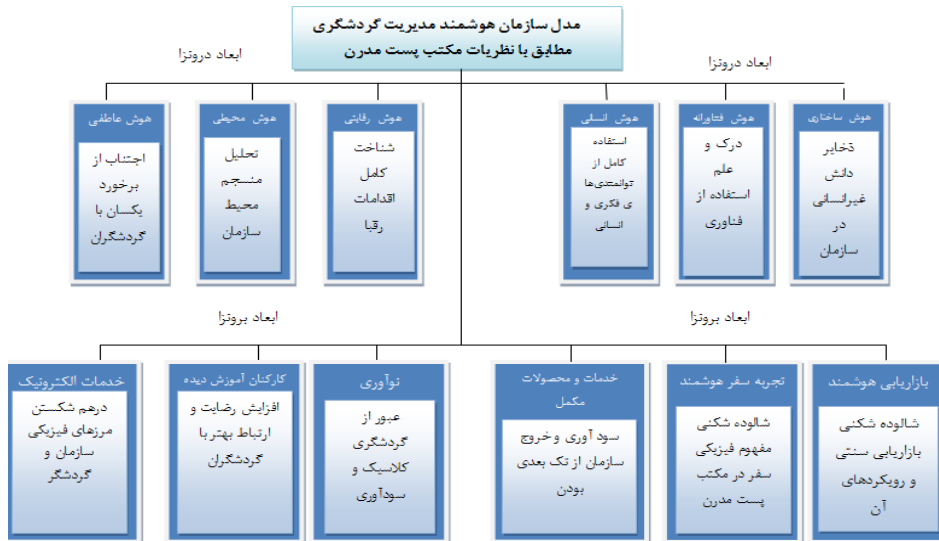 مدل سازمان هوشمند مدیریت گردشگری
مطابق با نظریات مکتب پست مدرن
ابعاد درونزا
ابعاد درونزا
هوش ساختاری
ذخایر
دانش
غیرانسانی
در
سازمان
هوش فناورانه
درک و
علم
استفاده از
فناوری
هوش انسانی
استفاده
کامل از
توانمندی‌ها
ی فکری و
انسانی
هوش رقابتی
شناخت
کامل
اقدامات
رقبا
هوش محیطی
تحلیل
منسجم
محیط
سازمان
هوش عاطفی
اجتناب از
برخورد
یکسان با
گردشگران
ابعاد برونزا
ابعاد برونزا
بازاریابی هوشمند
شالوده شکنی
بازاریابی سنتی
و رویکردهای
آن
تجربه سفر هوشمند
شالوده شکنی
مفهوم فیزیکی
سفر در مکتب
پست مدرن
خدمات و محصولات
مکمل
سود آوری و خروج
سازمان از تک بعدی
بودن
نوآوری
عبور از
گردشگری
کلاسیک و
سودآوری
کارکنان آموزش دیده
افزایش رضایت و
ارتباط بهتر با
گردشگران
خدمات الکترونیک
درهم شکستن
مرزهای فیزیکی
سازمان و
گردشگر